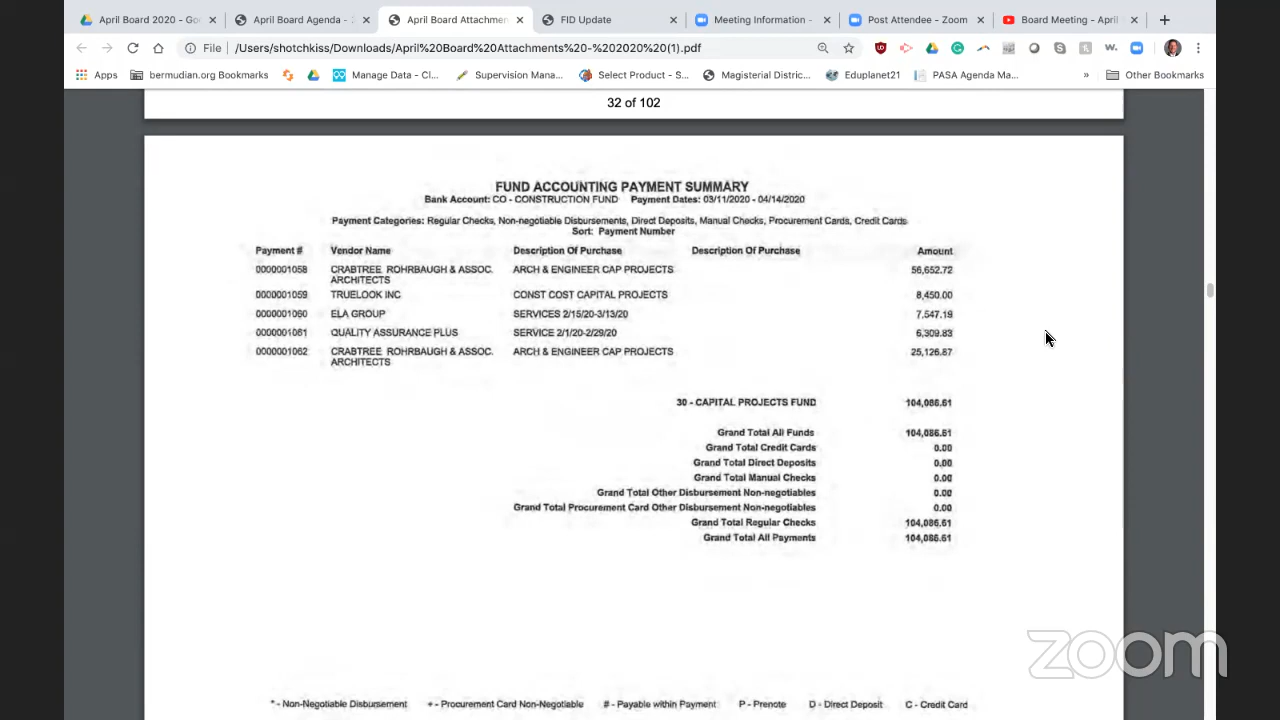 April Board 2020 - Go
April Board Agenda -
April Board Attachment
FID Update
Meeting Information -
Post Attendee - Zoom
Board Meeting - April
File /Users/shotchkiss/Downloads/April%20Board%20Attachments%20-%202020%20(1).pdf
Apps
bermudian.org Bookmarks
Manage Data - Cl...
Supervision Mana...
Select Product - S...
Magisterial Distric...
Eduplanet21
PASA Agenda Ma...
»
Other Bookmarks
32 of 102
FUND ACCOUNTING PAYMENT SUMMARY
Bank Account: CO - CONSTRUCTION FUND Payment Dates: 03/11/2020 - 04/14/2020
Payment Categories: Regular Checks, Non-negotiable Disbursements, Direct Deposits, Manual Checks, Procurement Cards, Credit Cards
Sort: Payment Number
Payment # Vendor Name Description Of Purchase Description Of Purchase Amount
0000001058 CRABTREE ROHRBAUGH & ASSOC. ARCH & ENGINEER CAP PROJECTS 56,652.72
ARCHITECTS
0000001059 TRUELOOK INC CONST COST CAPITAL PROJECTS 8,450.00
0000001060 ELA GROUP SERVICES 2/15/20-3/13/20 7,547.19
0000001061 QUALITY ASSURANCE PLUS SERVICE 2/1/20-2/29/20 6,309.83
0000001062 CRABTREE ROHRBAUGH & ASSOC. ARCH & ENGINEER CAP PROJECTS 25,126.87
ARCHITECTS
30 - CAPITAL PROJECTS FUND 104,086.61
Grand Total All Funds 104,086.61
Grand Total Credit Cards 0.00
Grand Total Direct Deposits 0.00
Grand Total Manual Checks 0.00
Grand Total Other Disbursement Non-negotiables 0.00
Grand Total Procurement Card Other Disbursement Non-negotiables 0.00
Grand Total Regular Checks 104,086.61
Grand Total All Payments 104,086.61
* - Non-Negotiable Disbursement + - Procurement Card Non-Negotiable # - Payable within Payment P - Prenote D - Direct Deposit C - Credit Card
zoom